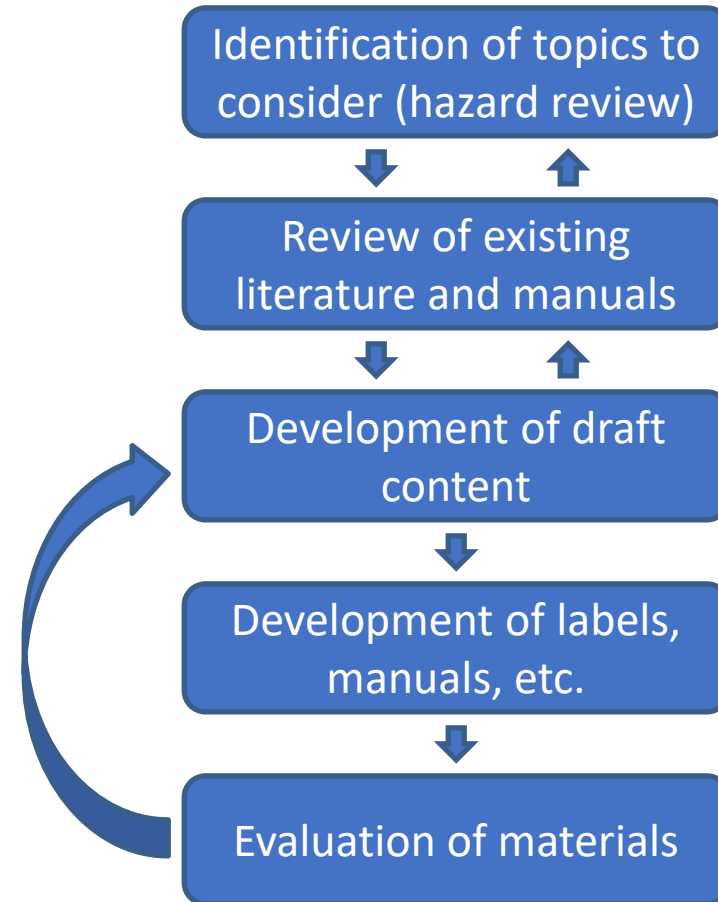 Identification of topics to
consider (hazard review)
Review of existing
literature and manuals
Development of draft
content
Development of labels,
manuals, etc.
Evaluation of materials